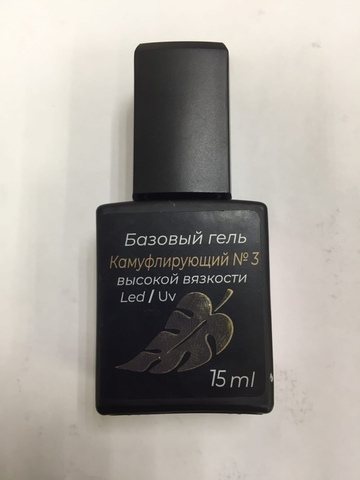 Базовый гель
Камуфлирующий № 3
высокой вязкости
Led / Uv
15 ml